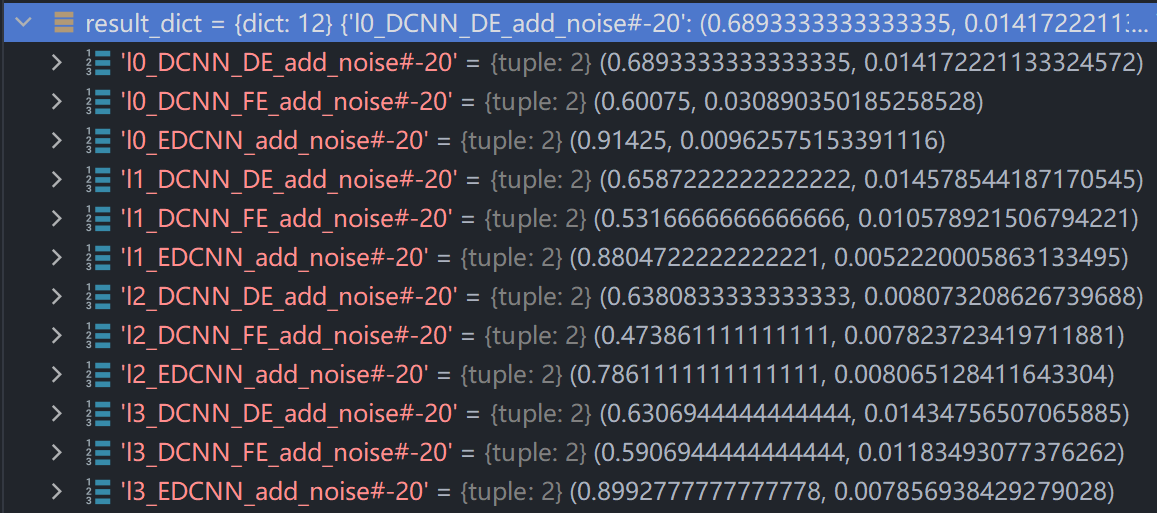 result_dict = {dict: 12} {'l0_DCNN_DE_add_noise#-20': (0.6893333333333335, 0.0141722211⋮...
'l0_DCNN_DE_add_noise#-20' = {tuple: 2} (0.6893333333333335, 0.014172221133324572)
'l0_DCNN_FE_add_noise#-20' = {tuple: 2} (0.60075, 0.030890350185258528)
'l0_EDCNN_add_noise#-20' = {tuple: 2} (0.91425, 0.00962575153391116)
'l1_DCNN_DE_add_noise#-20' = {tuple: 2} (0.6587222222222222, 0.014578544187170545)
'l1_DCNN_FE_add_noise#-20' = {tuple: 2} (0.5316666666666666, 0.010578921506794221)
'l1_EDCNN_add_noise#-20' = {tuple: 2} (0.8804722222222221, 0.0052220005863133495)
'l2_DCNN_DE_add_noise#-20' = {tuple: 2} (0.6380833333333333, 0.008073208626739688)
'l2_DCNN_FE_add_noise#-20' = {tuple: 2} (0.473861111111111, 0.007823723419711881)
'l2_EDCNN_add_noise#-20' = {tuple: 2} (0.7861111111111111, 0.008065128411643304)
'l3_DCNN_DE_add_noise#-20' = {tuple: 2} (0.6306944444444444, 0.01434756507065885)
'l3_DCNN_FE_add_noise#-20' = {tuple: 2} (0.5906944444444444, 0.01183493077376262)
'l3_EDCNN_add_noise#-20' = {tuple: 2} (0.8992777777777778, 0.007856938429279028)